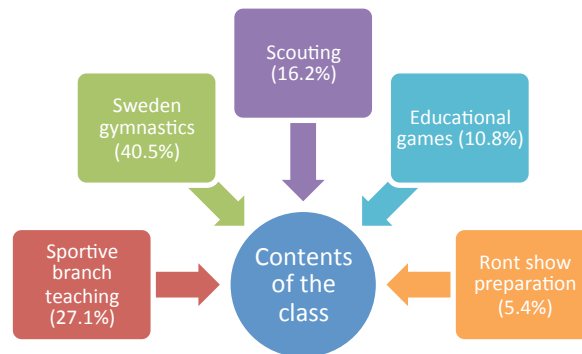 Scouting
(16.2%)
Sweden
gymnastics
(40.5%)
Educational
games (10.8%)
Sportive
branch
teaching
(27.1%)
Contents
of the
class
Ront show
preparation
(5.4%)